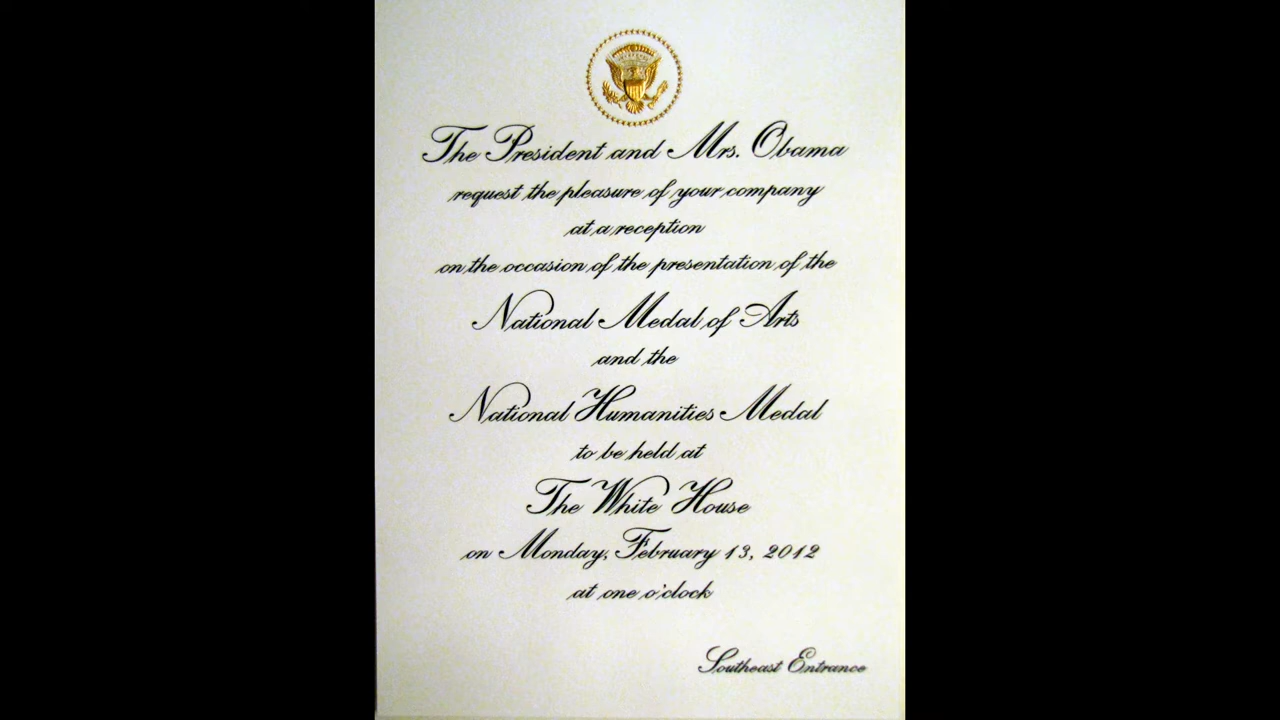 The President and Mrs. Obama
request the pleasure of your company
at a reception
on the occasion of the presentation of the
National Medal of Arts
and the
National Humanities Medal
to be held at
The White House
on Monday, February 13, 2012
at one o'clock
Southeast Entrance